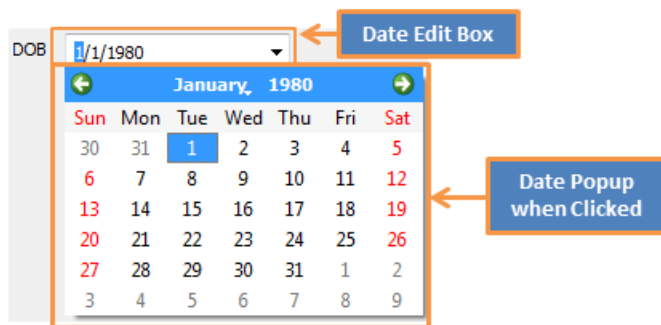 Date Edit Box
DOB 1/1/1980
January, 1980
Sun Mon Tue Wed Thu Fri Sat
30 31 1 2 3 4 5
6 7 8 9 10 11 12
13 14 15 16 17 18 19
20 21 22 23 24 25 26
27 28 29 30 31 1 2
3 4 5 6 7 8 9
Date Popup
when Clicked